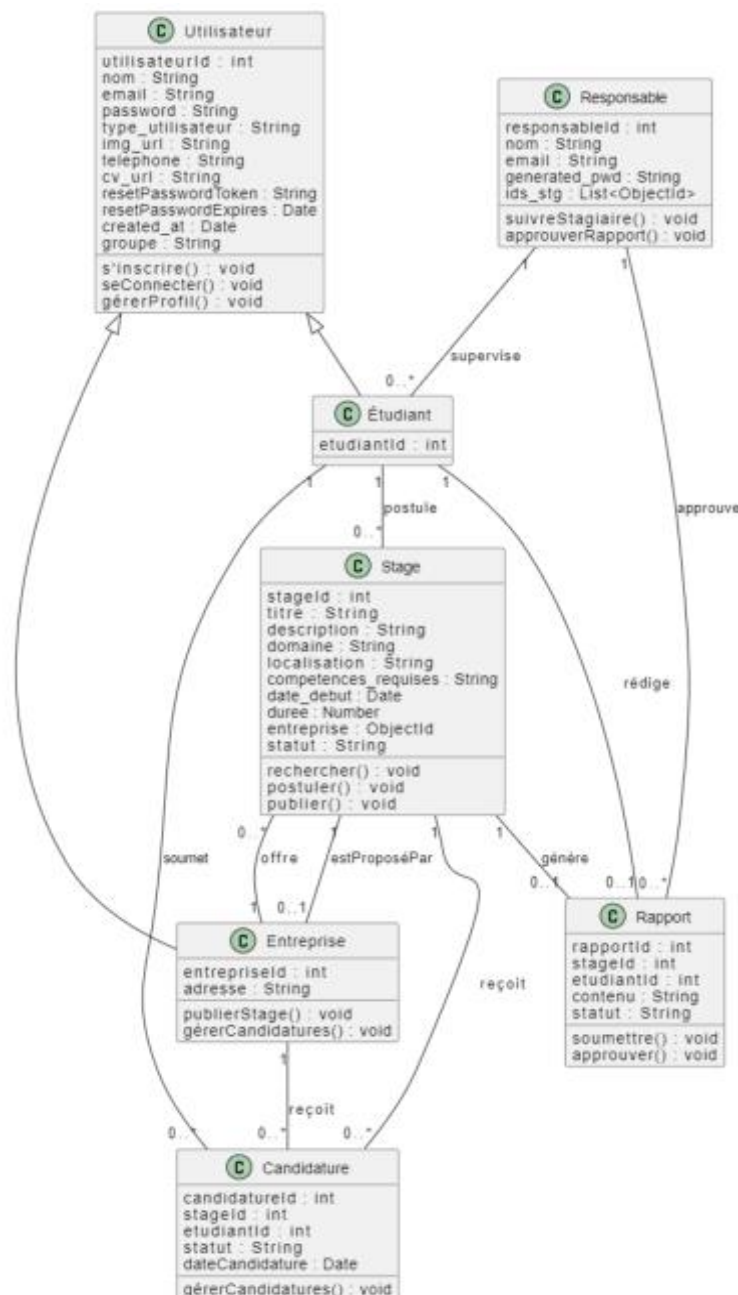 C Utilisateur
utilisateurId : int
nom : String
email : String
password : String
type_utilisateur : String
img_url : String
telephone : String
cv_url : String
resetPasswordToken : String
resetPasswordExpires : Date
created_at : Date
groupe : String
s'inscrire() : void
seConnecter() : void
gérerProfil() : void
C Responsable
responsableId : int
nom : String
email : String
generated_pwd : String
ids_stg : List<ObjectId>
suivreStagiaire() : void
approuverRapport() : void
1
1
supervise
0..*
approuve
C Étudiant
etudiantId : int
1
1
1
postule
0..*
rédige
C Stage
stageId : int
titre : String
description : String
domaine : String
localisation : String
competences_requises : String
date_debut : Date
duree : Number
entreprise : ObjectId
statut : String
rechercher() : void
postuler() : void
publier() : void
0..*
1
1
1
soumet
offre
estProposéPar
génère
1
0..1
0..1
0..1
0..*
C Entreprise
entrepriseId : int
adresse : String
publierStage() : void
gérerCandidatures() : void
reçoit
C Rapport
rapportId : int
stageId : int
etudiantId : int
contenu : String
statut : String
soumettre() : void
approuver() : void
1
reçoit
0..*
0..*
0..*
C Candidature
candidatureId : int
stageId : int
etudiantId : int
statut : String
dateCandidature : Date
gérerCandidatures() : void